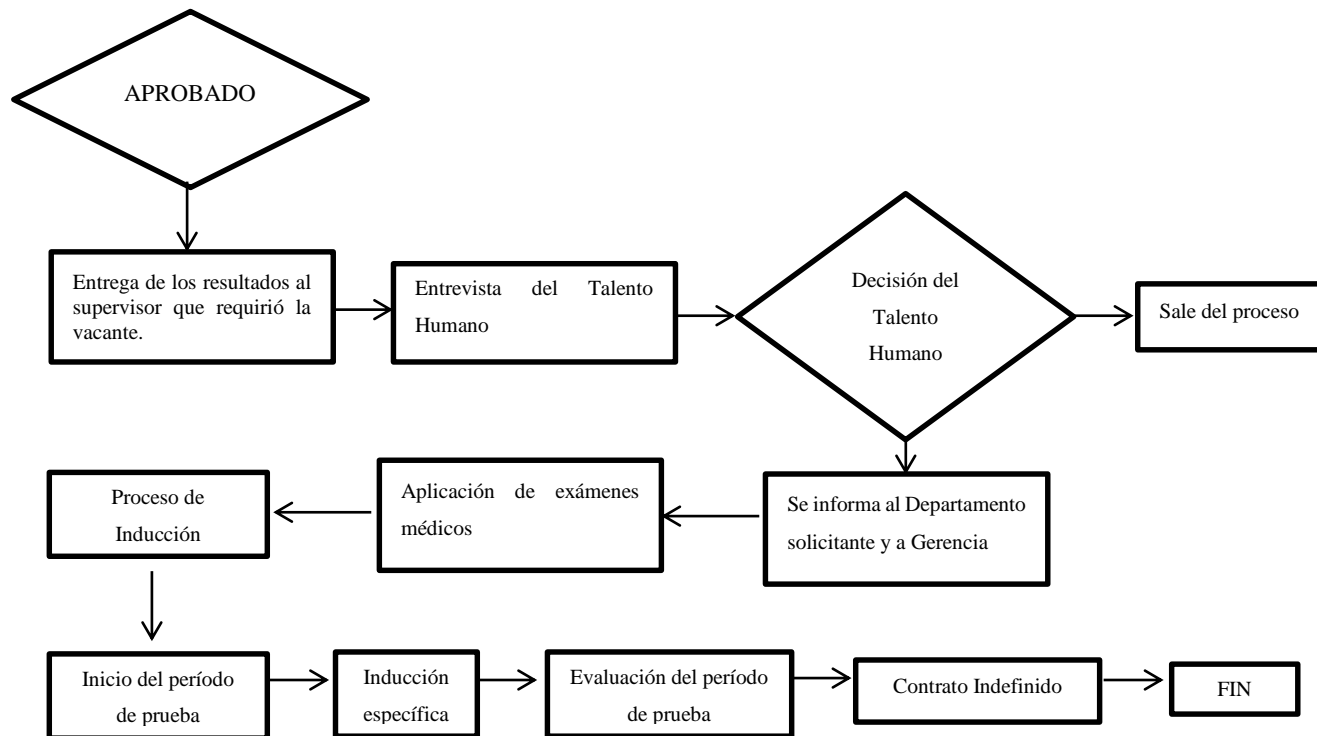 APROBADO
Entrega de los resultados al
supervisor que requirió la
vacante.
Entrevista del Talento
Humano
Decisión del
Talento
Humano
Sale del proceso
Proceso de
Inducción
Aplicación de exámenes
médicos
Se informa al Departamento
solicitante y a Gerencia
Inicio del período
de prueba
Inducción
específica
Evaluación del período
de prueba
Contrato Indefinido
FIN